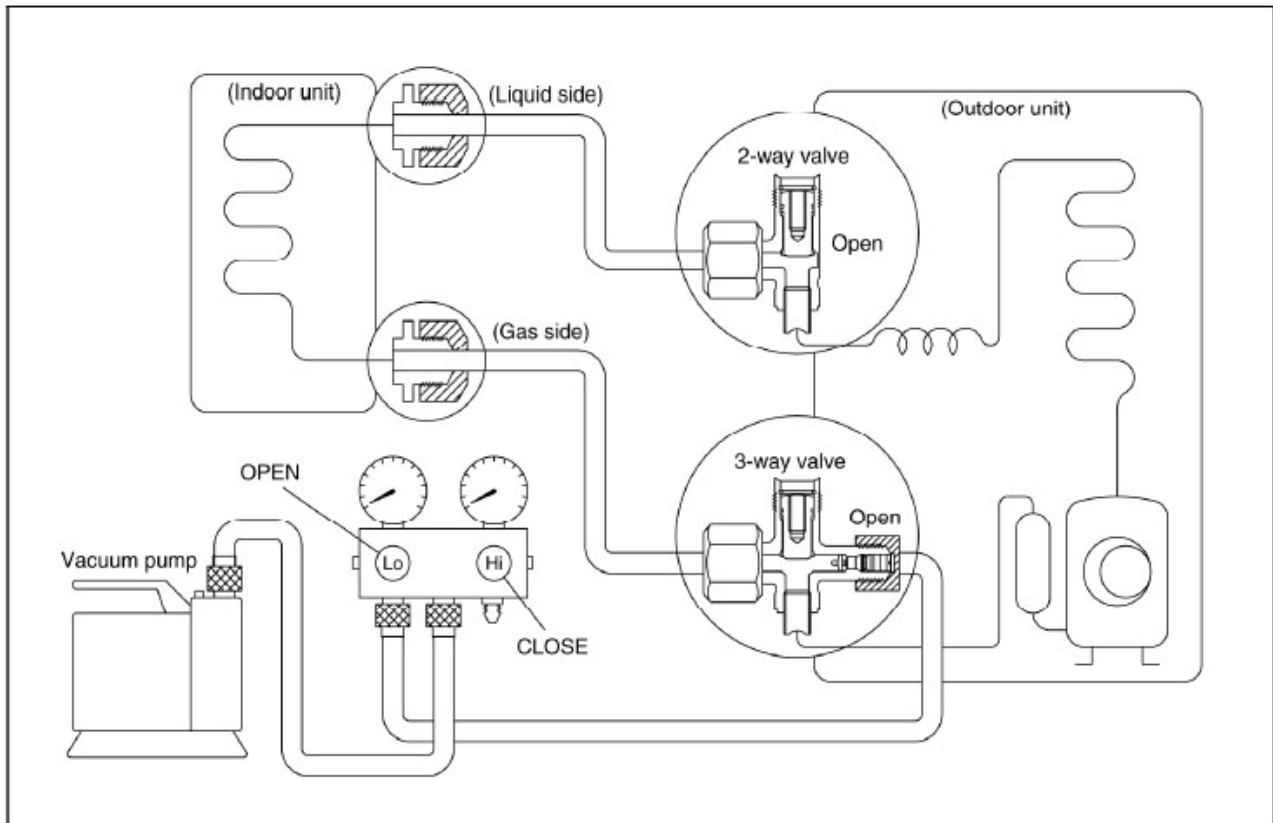 (Indoor unit)
(Liquid side)
(Outdoor unit)
2-way valve
Open
(Gas side)
3-way valve
Open
OPEN
Lo
Hi
CLOSE
Vacuum pump